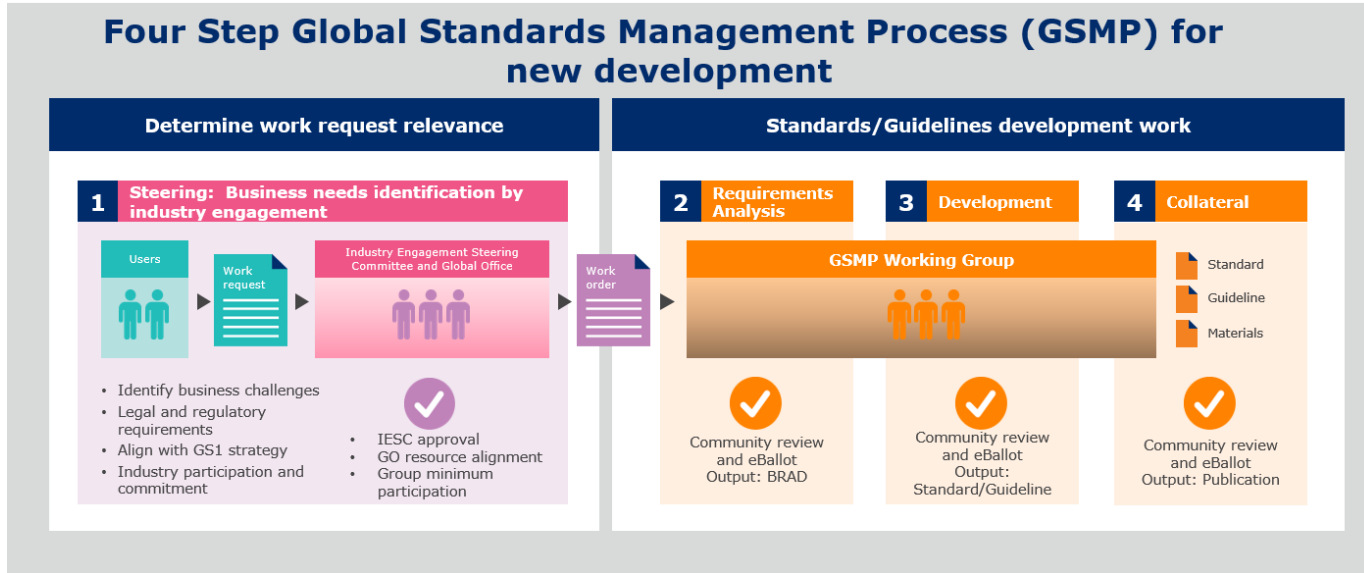 Four Step Global Standards Management Process (GSMP) for
new development
Determine work request relevance
Standards/Guidelines development work
1
Steering:  Business needs identification by
industry engagement
2
Requirements
Analysis
3
Development
4
Collateral
Users
Work
request
Industry Engagement Steering
Committee and Global Office
Work
order
GSMP Working Group
Standard
Guideline
Materials
• Identify business challenges
• Legal and regulatory
requirements
• Align with GS1 strategy
• Industry participation and
commitment
• IESC approval
• GO resource alignment
• Group minimum
participation
Community review
and eBallot
Output: BRAD
Community review
and eBallot
Output:
Standard/Guideline
Community review
and eBallot
Output: Publication